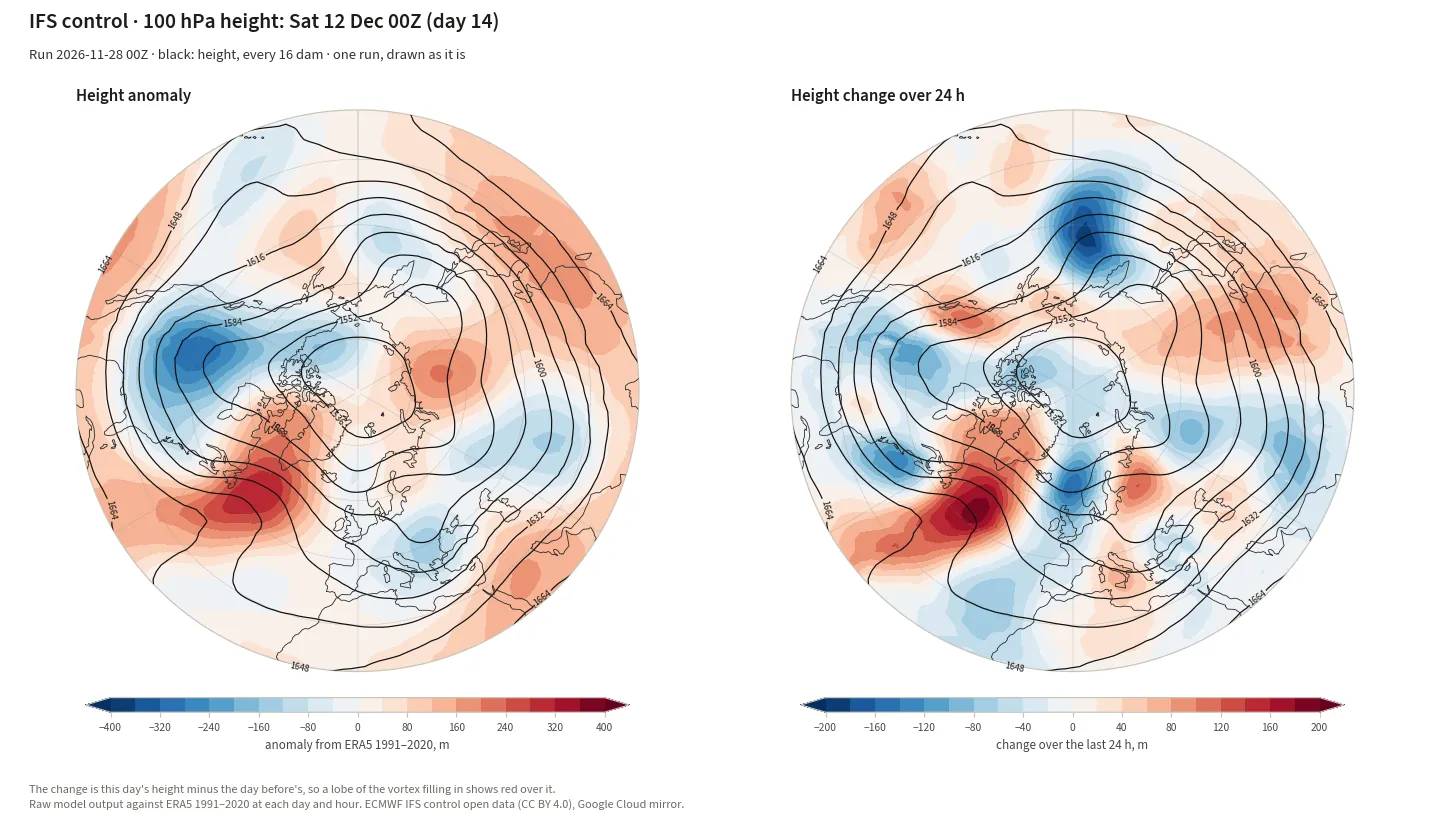 IFS control · 100 hPa height: Sat 12 Dec 00Z (day 14)
Run 2026-11-28 00Z · black: height, every 16 dam · one run, drawn as it is
Height anomaly
Height change over 24 h
1648
1664
1616
1584
1552
1600
1664
1632
1664
1664
1648
1648
1664
1616
1584
1552
1600
1664
1632
1664
1664
1648
−400 −320 −240 −160 −80 0 80 160 240 320 400
anomaly from ERA5 1991–2020, m
−200 −160 −120 −80 −40 0 40 80 120 160 200
change over the last 24 h, m
The change is this day's height minus the day before's, so a lobe of the vortex filling in shows red over it.
Raw model output against ERA5 1991–2020 at each day and hour. ECMWF IFS control open data (CC BY 4.0), Google Cloud mirror.